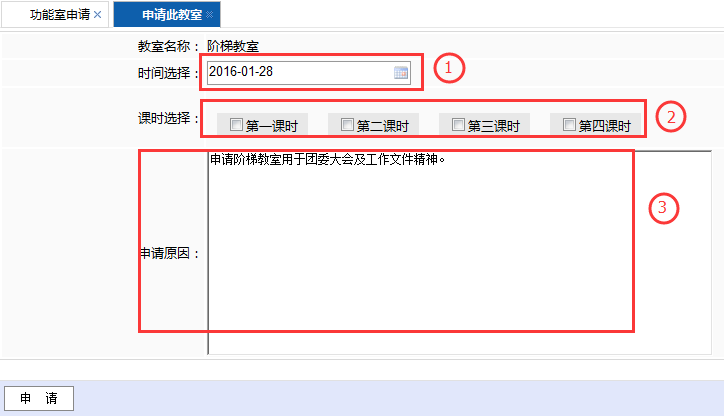 功能室申请 申请此教室
教室名称： 阶梯教室
时间选择： 2016-01-28 1
课时选择： 第一课时 第二课时 第三课时 第四课时 2
申请阶梯教室用于团委大会及工作文件精神。
申请原因： 3
申 请